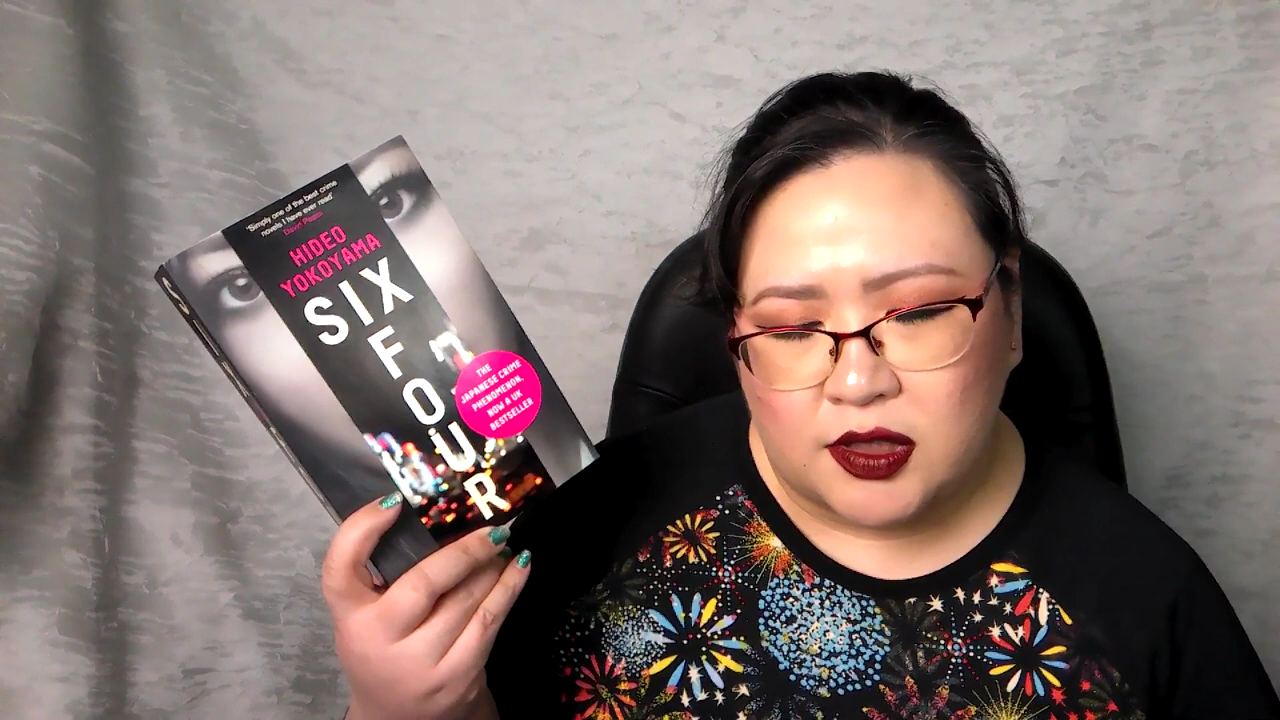 'Simply one of the best crime
novels I have ever read'
David Peace
HIDEO
YOKOYAMA
SIX
FOUR
THE
JAPANESE CRIME
PHENOMENON,
NOW A UK
BESTSELLER